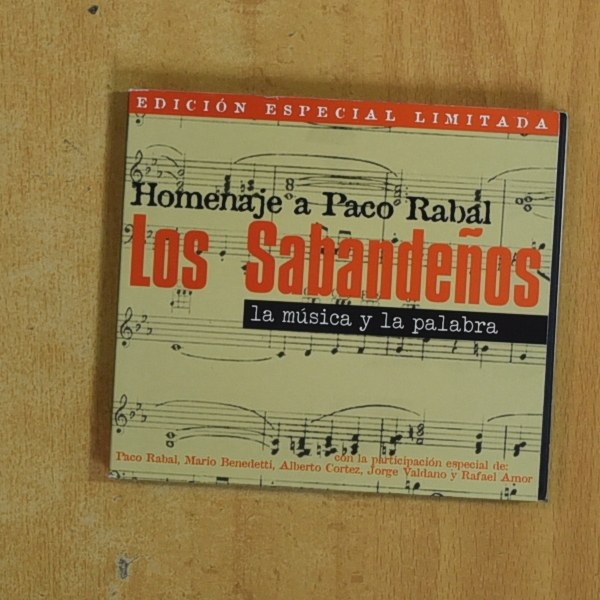 EDICIÓN ESPECIAL LIMITADA
Homenaje a Paco Rabal
Los Sabandeños
la música y la palabra
con la participación especial de:
Paco Rabal, Mario Benedetti, Alberto Cortez, Jorge Valdano y Rafael Amor